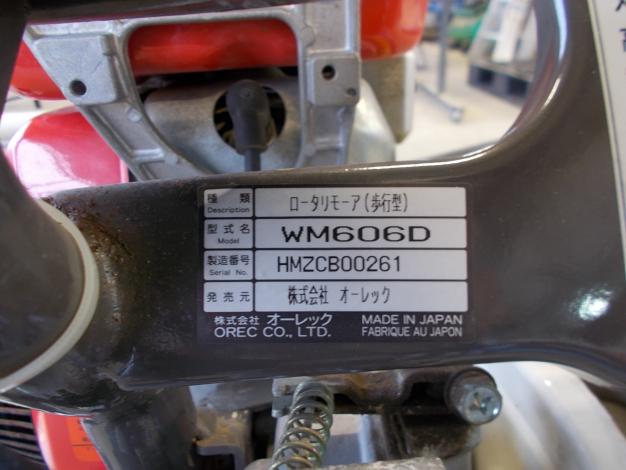 種類 ロータリモーア(歩行型)
Description
型式名 WM606D
Model
製造番号 HMZCB00261
Serial No.
発売元 株式会社 オーレック
株式会社 オーレック MADE IN JAPAN
OREC CO., LTD. FABRIQUE AU JAPON